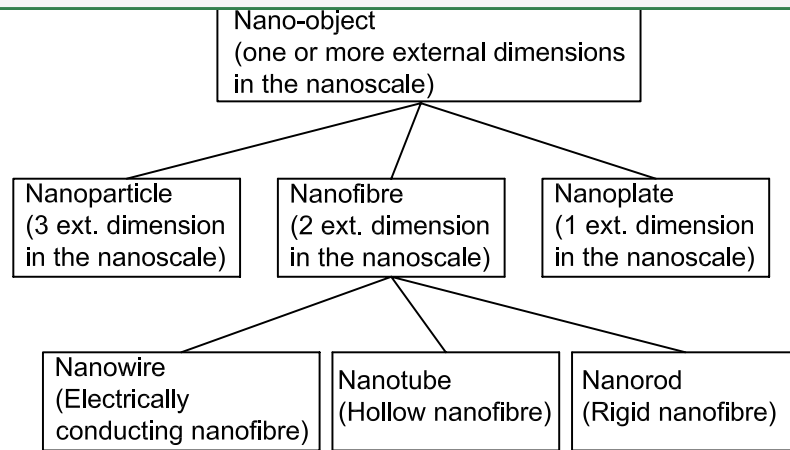 Nano-object
(one or more external dimensions
in the nanoscale)
Nanoparticle
(3 ext. dimension
in the nanoscale)
Nanofibre
(2 ext. dimension
in the nanoscale)
Nanoplate
(1 ext. dimension
in the nanoscale)
Nanowire
(Electrically
conducting nanofibre)
Nanotube
(Hollow nanofibre)
Nanorod
(Rigid nanofibre)